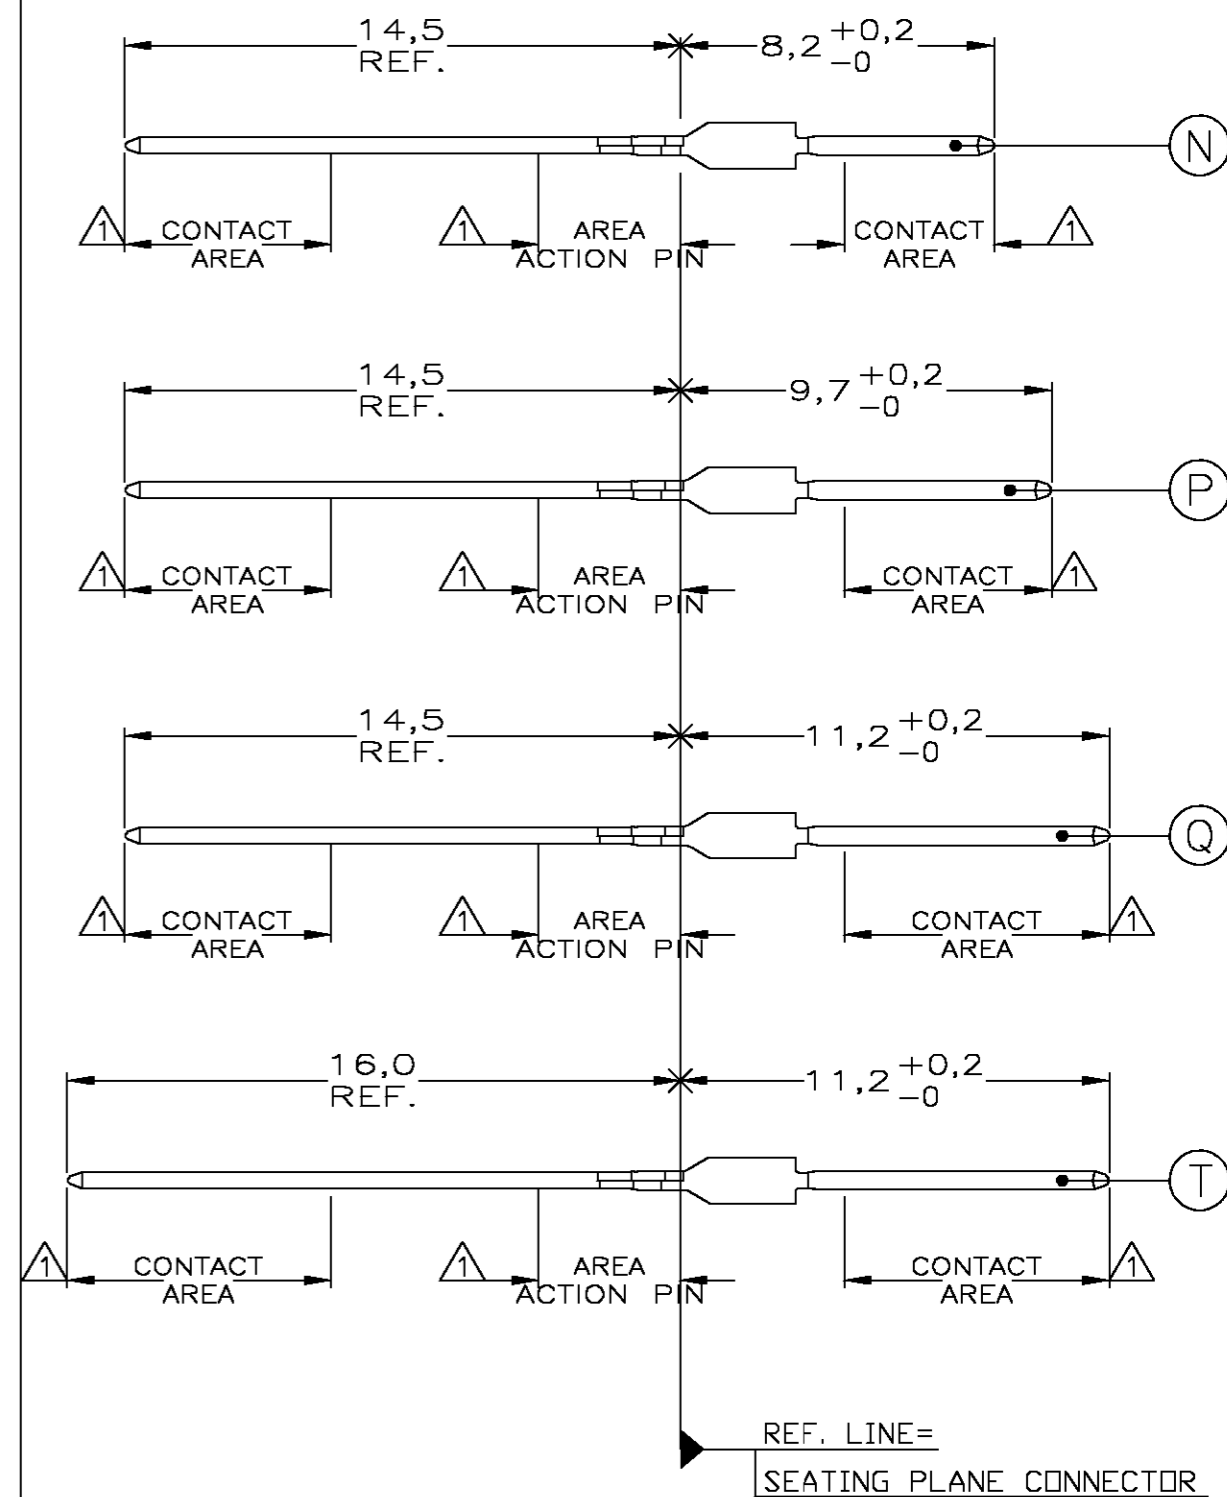 14,5 REF. 8,2 +0,2 -0
N
1 CONTACT AREA 1 AREA ACTION PIN CONTACT AREA 1
14,5 REF. 9,7 +0,2 -0
P
1 CONTACT AREA 1 AREA ACTION PIN CONTACT AREA 1
14,5 REF. 11,2 +0,2 -0
Q
1 CONTACT AREA 1 AREA ACTION PIN CONTACT AREA 1
16,0 REF. 11,2 +0,2 -0
T
1 CONTACT AREA 1 AREA ACTION PIN CONTACT AREA 1
REF. LINE=
SEATING PLANE CONNECTOR